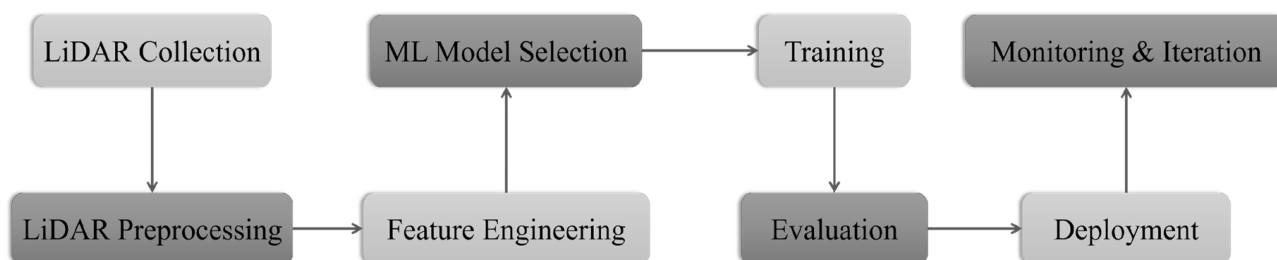 LiDAR Collection
LiDAR Preprocessing
Feature Engineering
ML Model Selection
Training
Evaluation
Deployment
Monitoring & Iteration